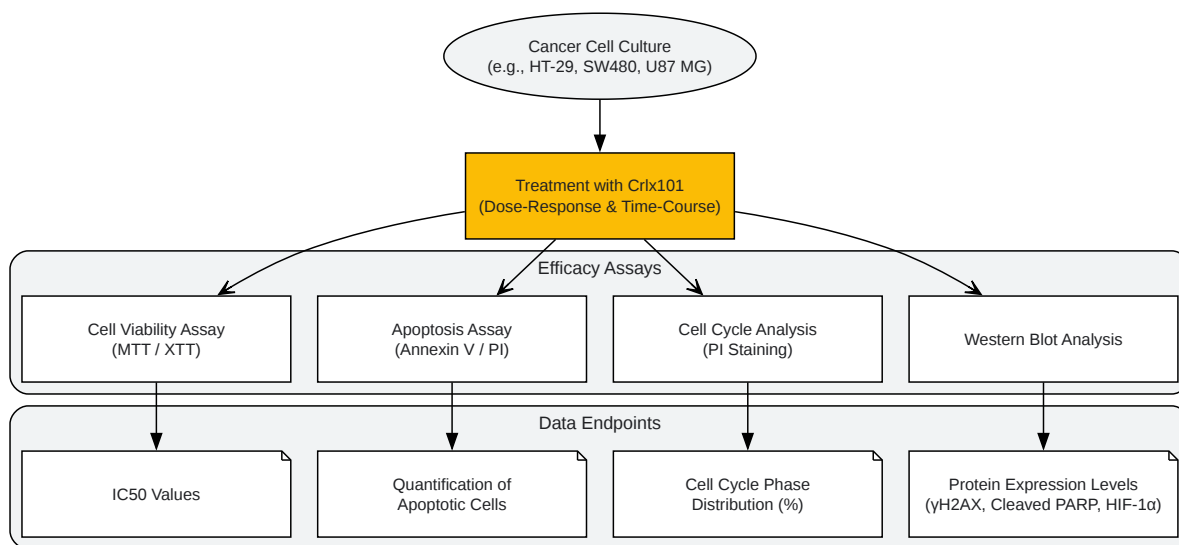 Cancer Cell Culture
(e.g., HT-29, SW480, U87 MG)
Treatment with Crlx101
(Dose-Response & Time-Course)
Efficacy Assays
Cell Viability Assay
(MTT / XTT)
Apoptosis Assay
(Annexin V / PI)
Cell Cycle Analysis
(PI Staining)
Western Blot Analysis
Data Endpoints
IC50 Values
Quantification of
Apoptotic Cells
Cell Cycle Phase
Distribution (%)
Protein Expression Levels
(γH2AX, Cleaved PARP, HIF-1α)